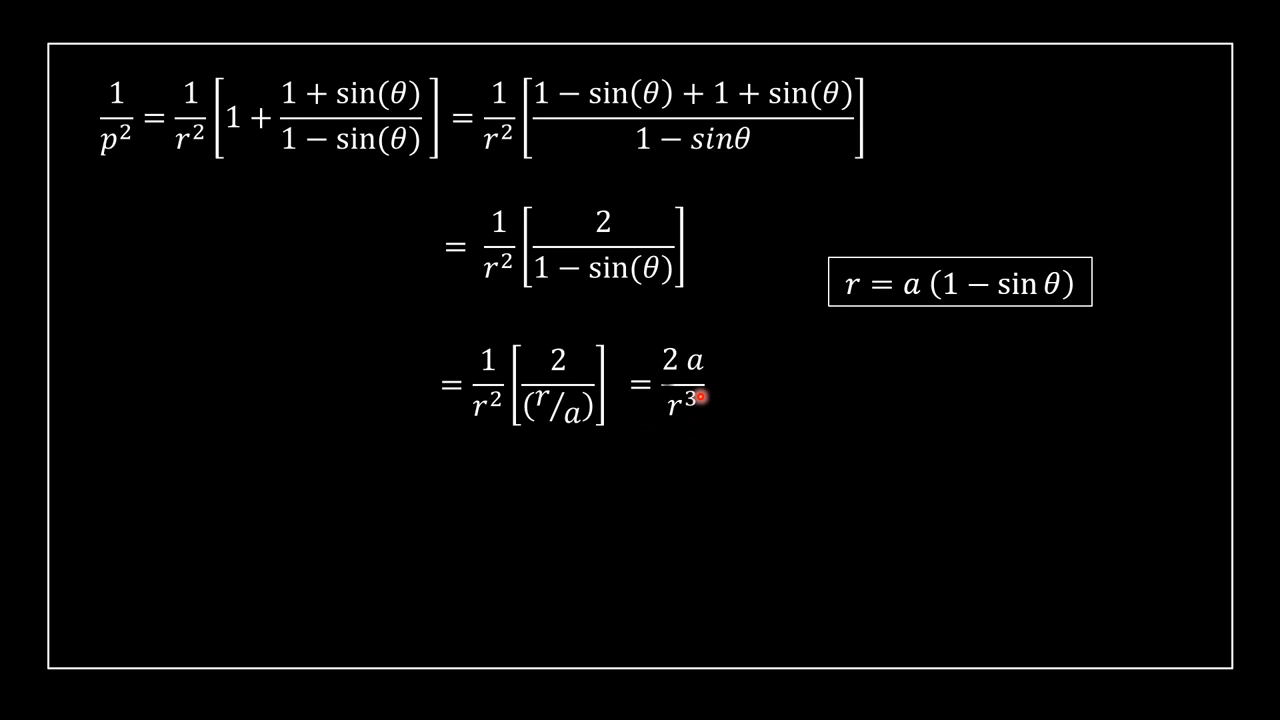 1/p² = 1/r² [1 + (1 + sin(θ))/(1 − sin(θ))] = 1/r² [(1 − sin(θ) + 1 + sin(θ))/(1 − sinθ)]
= 1/r² [2/(1 − sin(θ))]
r = a (1 − sin θ)
= 1/r² [2/(r/a)] = 2 a/r³